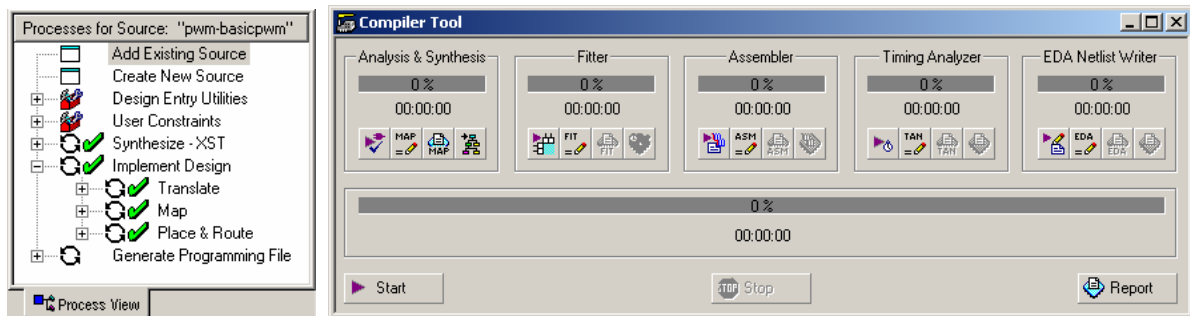 Processes for Source: "pwm-basicpwm"
Add Existing Source
Create New Source
Design Entry Utilities
User Constraints
Synthesize - XST
Implement Design
Translate
Map
Place & Route
Generate Programming File
Process View
Compiler Tool
Analysis & Synthesis
0 %
00:00:00
MAP
MAP
Fitter
0 %
00:00:00
FIT
FIT
Assembler
0 %
00:00:00
ASM
ASM
Timing Analyzer
0 %
00:00:00
TAN
TAN
EDA Netlist Writer
0 %
00:00:00
EDA
EDA
0 %
00:00:00
Start
STOP Stop
Report